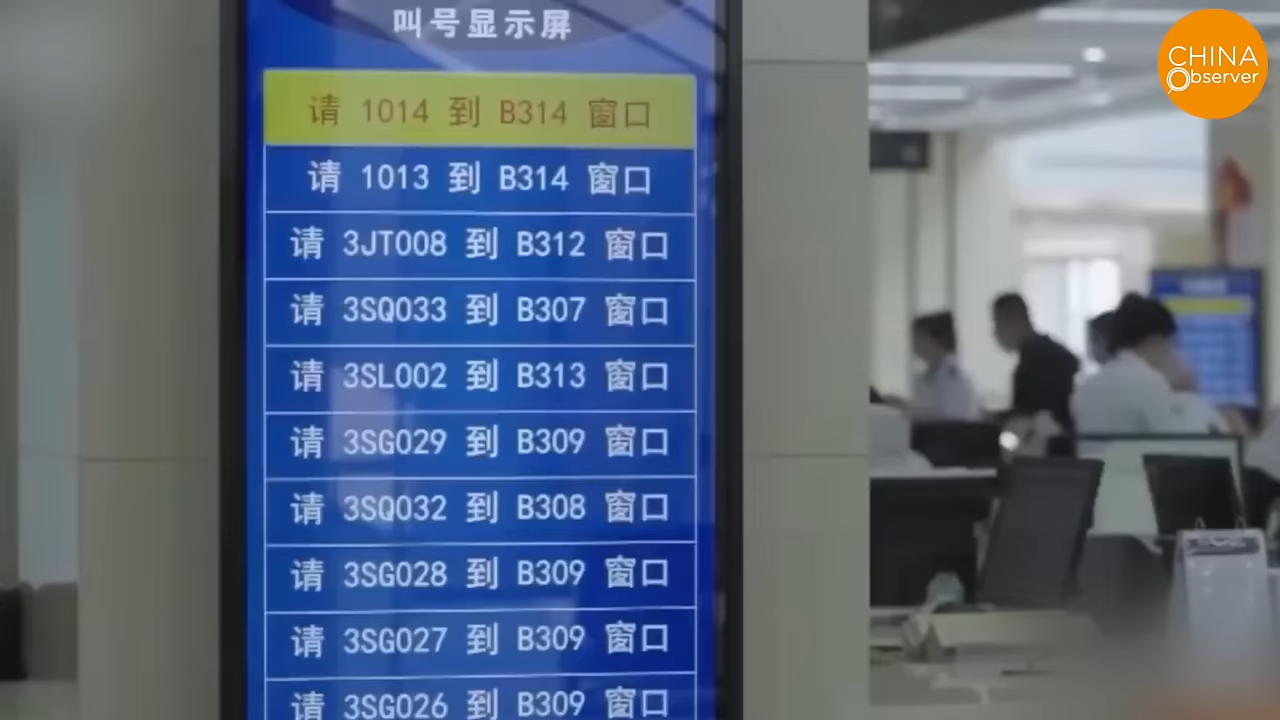 叫号显示屏
请 1014 到 B314 窗口
请 1013 到 B314 窗口
请 3JT008 到 B312 窗口
请 3SQ033 到 B307 窗口
请 3SL002 到 B313 窗口
请 3SG029 到 B309 窗口
请 3SQ032 到 B308 窗口
请 3SG028 到 B309 窗口
请 3SG027 到 B309 窗口
请 3SG026 到 B309 窗口
CHINA
Observer